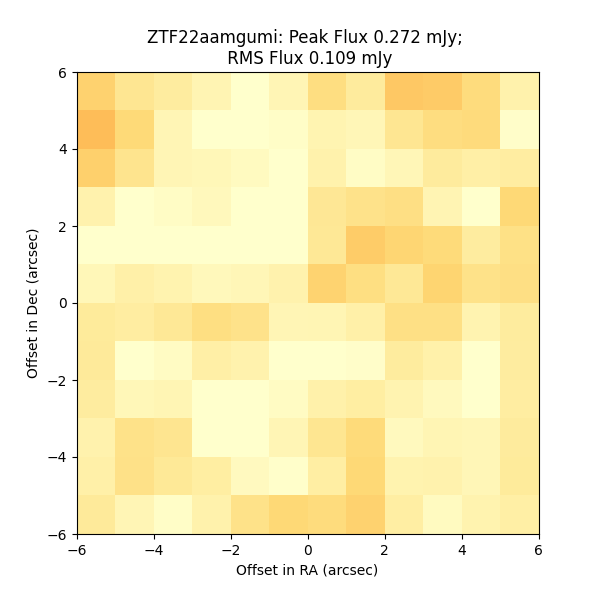 ZTF22aamgumi: Peak Flux 0.272 mJy;
RMS Flux 0.109 mJy
6
4
2
0
−2
−4
−6
Offset in Dec (arcsec)
−6 −4 −2 0 2 4 6
Offset in RA (arcsec)